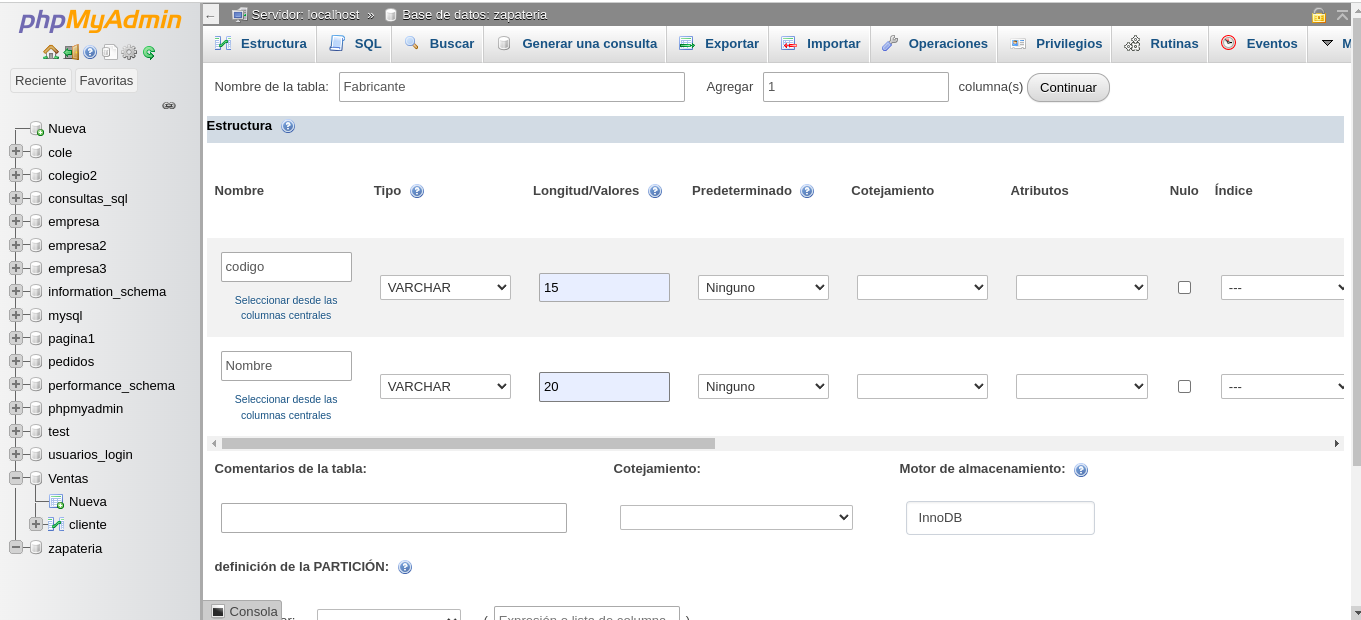 phpMyAdmin
Reciente Favoritas
Nueva
cole
colegio2
consultas_sql
empresa
empresa2
empresa3
information_schema
mysql
pagina1
pedidos
performance_schema
phpmyadmin
test
usuarios_login
Ventas
Nueva
cliente
zapateria
Servidor: localhost » Base de datos: zapateria
Estructura SQL Buscar Generar una consulta Exportar Importar Operaciones Privilegios Rutinas Eventos M
Nombre de la tabla: Fabricante Agregar 1 columna(s) Continuar
Estructura
Nombre Tipo Longitud/Valores Predeterminado Cotejamiento Atributos Nulo Índice
codigo VARCHAR 15 Ninguno ---
Seleccionar desde las
columnas centrales
Nombre VARCHAR 20 Ninguno ---
Seleccionar desde las
columnas centrales
Comentarios de la tabla: Cotejamiento: Motor de almacenamiento:
InnoDB
definición de la PARTICIÓN:
Consola
( Expresión o lista de columna )